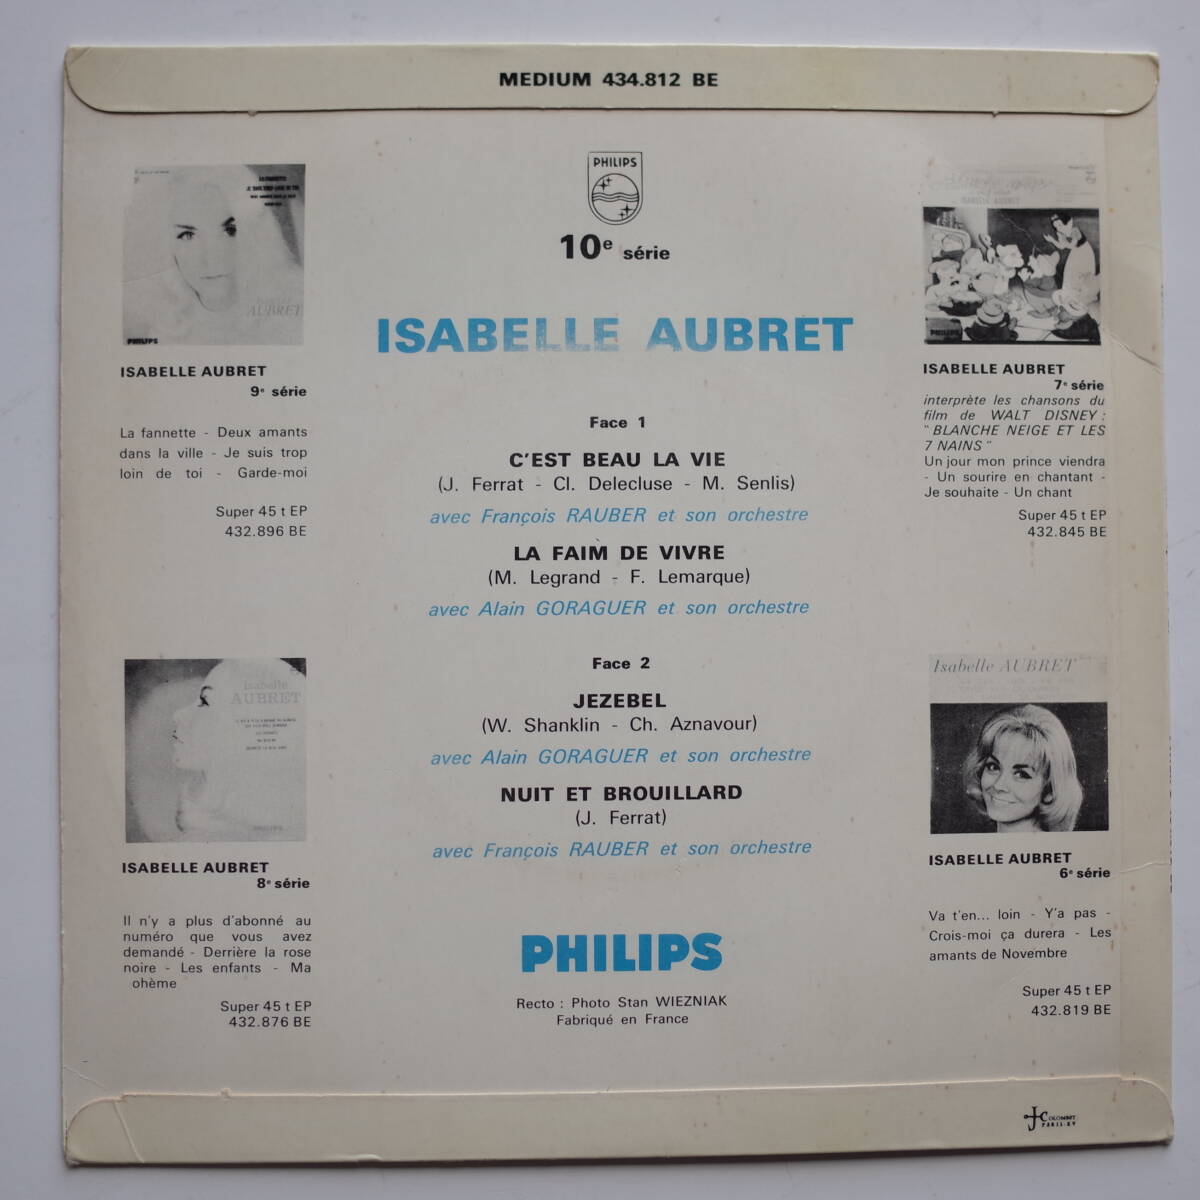 MEDIUM 434.812 BE
PHILIPS
10e série
ISABELLE AUBRET
Face 1
C'EST BEAU LA VIE
(J. Ferrat - Cl. Delecluse - M. Senlis)
avec François RAUBER et son orchestre
LA FAIM DE VIVRE
(M. Legrand - F. Lemarque)
avec Alain GORAGUER et son orchestre
Face 2
JEZEBEL
(W. Shanklin - Ch. Aznavour)
avec Alain GORAGUER et son orchestre
NUIT ET BROUILLARD
(J. Ferrat)
avec François RAUBER et son orchestre
PHILIPS
Recto : Photo Stan WIEZNIAK
Fabriqué en France
AUBRET
PHILIPS
ISABELLE AUBRET
9e série
La fannette - Deux amants
dans la ville - Je suis trop
loin de toi - Garde-moi
Super 45 t EP
432.896 BE
isabelle
AUBRET
PHILIPS
ISABELLE AUBRET
8e série
Il n'y a plus d'abonné au
numéro que vous avez
demandé - Derrière la rose
noire - Les enfants - Ma
ohème
Super 45 t EP
432.876 BE
ISABELLE AUBRET
PHILIPS
ISABELLE AUBRET
7e série
interprète les chansons du
film de WALT DISNEY :
" BLANCHE NEIGE ET LES
7 NAINS "
Un jour mon prince viendra
- Un sourire en chantant -
Je souhaite - Un chant
Super 45 t EP
432.845 BE
Isabelle AUBRET
ISABELLE AUBRET
6e série
Va t'en... loin - Y'a pas -
Crois-moi ça durera - Les
amants de Novembre
Super 45 t EP
432.819 BE